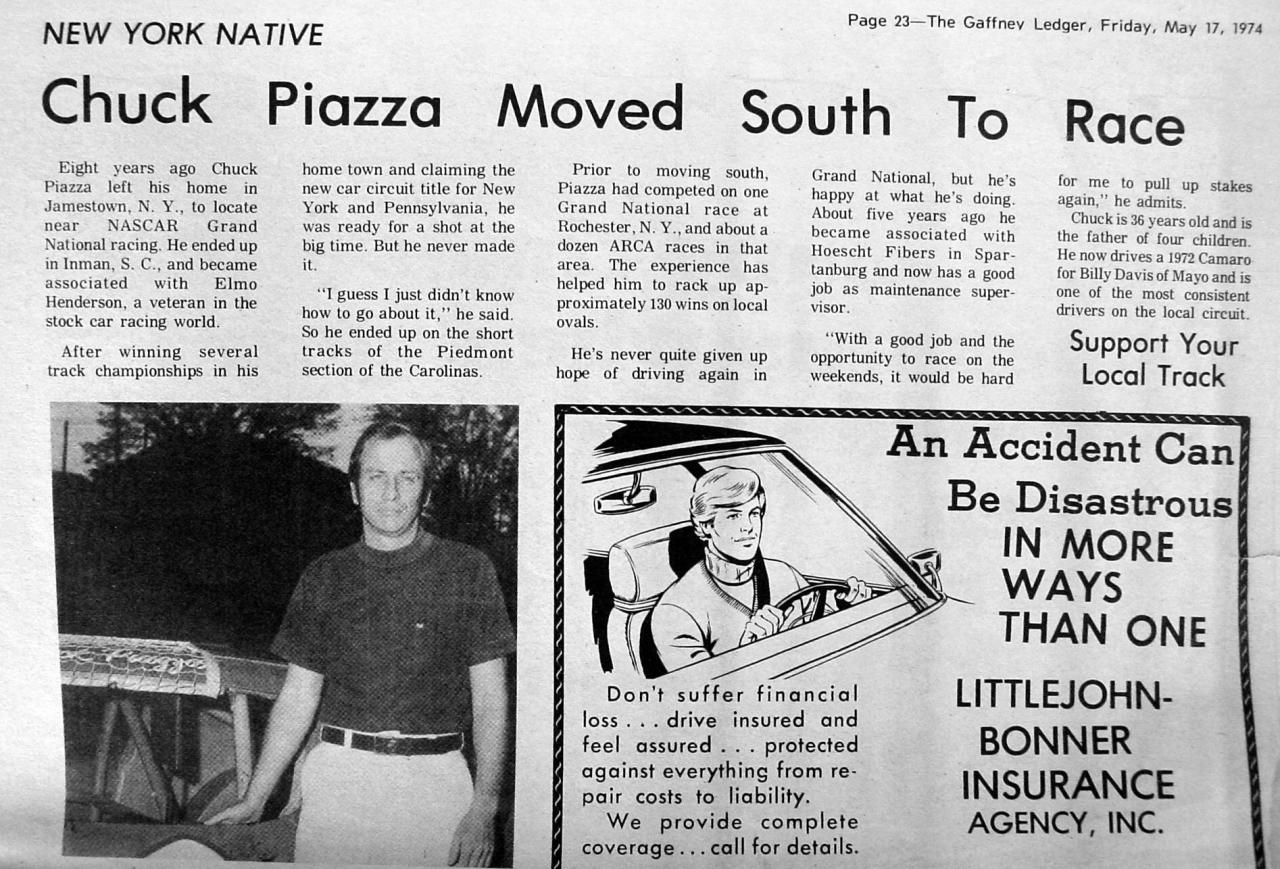 Page 23—The Gaffney Ledger, Friday, May 17, 1974
NEW YORK NATIVE
Chuck Piazza Moved South To Race
Eight years ago Chuck
Piazza left his home in
Jamestown, N. Y., to locate
near NASCAR Grand
National racing. He ended up
in Inman, S. C., and became
associated with Elmo
Henderson, a veteran in the
stock car racing world.
After winning several
track championships in his
home town and claiming the
new car circuit title for New
York and Pennsylvania, he
was ready for a shot at the
big time. But he never made
it.
"I guess I just didn't know
how to go about it," he said.
So he ended up on the short
tracks of the Piedmont
section of the Carolinas.
Prior to moving south,
Piazza had competed on one
Grand National race at
Rochester, N. Y., and about a
dozen ARCA races in that
area. The experience has
helped him to rack up ap-
proximately 130 wins on local
ovals.
He's never quite given up
hope of driving again in
Grand National, but he's
happy at what he's doing.
About five years ago he
became associated with
Hoescht Fibers in Spar-
tanburg and now has a good
job as maintenance super-
visor.
"With a good job and the
opportunity to race on the
weekends, it would be hard
for me to pull up stakes
again," he admits.
Chuck is 36 years old and is
the father of four children.
He now drives a 1972 Camaro
for Billy Davis of Mayo and is
one of the most consistent
drivers on the local circuit.
Support Your
Local Track
An Accident Can
Be Disastrous
IN MORE
WAYS
THAN ONE
Don't suffer financial
loss . . . drive insured and
feel assured . . . protected
against everything from re-
pair costs to liability.
We provide complete
coverage . . . call for details.
LITTLEJOHN-
BONNER
INSURANCE
AGENCY, INC.